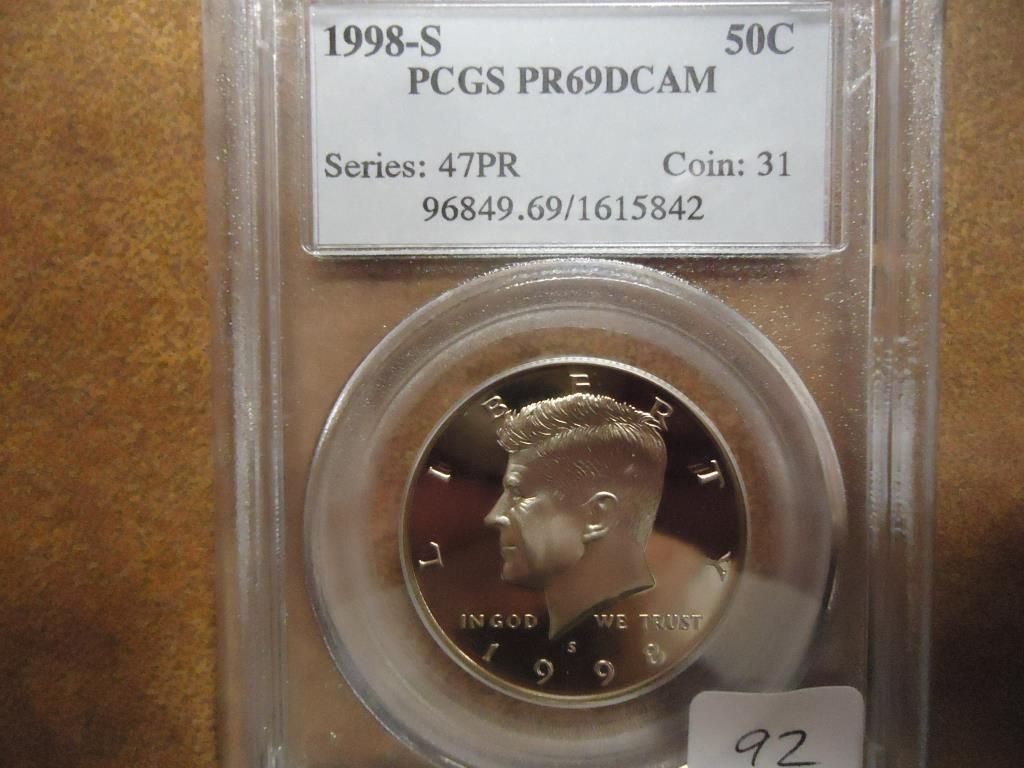 1998-S 50C
PCGS PR69DCAM
Series: 47PR Coin: 31
96849.69/1615842
LIBERTY
IN GOD WE TRUST
S
1998
92